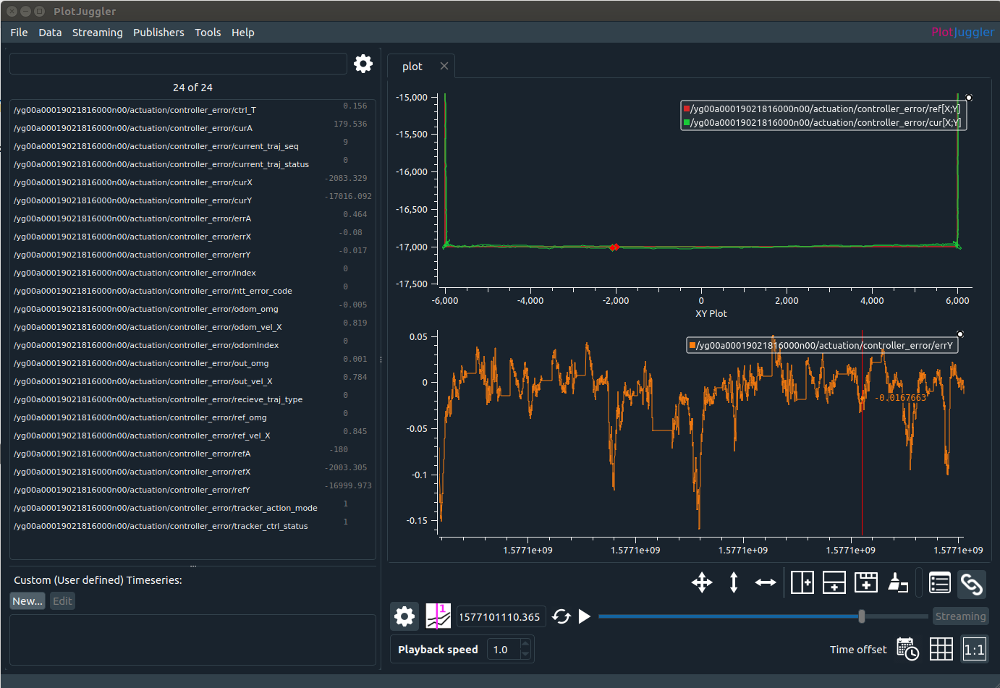 PlotJuggler
File Data Streaming Publishers Tools Help
PlotJuggler
24 of 24
/yg00a00019021816000n00/actuation/controller_error/ctrl_T 0.156
/yg00a00019021816000n00/actuation/controller_error/curA 179.536
/yg00a00019021816000n00/actuation/controller_error/current_traj_seq 9
/yg00a00019021816000n00/actuation/controller_error/current_traj_status 0
/yg00a00019021816000n00/actuation/controller_error/curX -2083.329
/yg00a00019021816000n00/actuation/controller_error/curY -17016.092
/yg00a00019021816000n00/actuation/controller_error/errA 0.464
/yg00a00019021816000n00/actuation/controller_error/errX -0.08
/yg00a00019021816000n00/actuation/controller_error/errY -0.017
/yg00a00019021816000n00/actuation/controller_error/index 0
/yg00a00019021816000n00/actuation/controller_error/ntt_error_code 0
/yg00a00019021816000n00/actuation/controller_error/odom_omg -0.005
/yg00a00019021816000n00/actuation/controller_error/odom_vel_X 0.819
/yg00a00019021816000n00/actuation/controller_error/odomIndex 0
/yg00a00019021816000n00/actuation/controller_error/out_omg 0.001
/yg00a00019021816000n00/actuation/controller_error/out_vel_X 0.784
/yg00a00019021816000n00/actuation/controller_error/recieve_traj_type 0
/yg00a00019021816000n00/actuation/controller_error/ref_omg 0
/yg00a00019021816000n00/actuation/controller_error/ref_vel_X 0.845
/yg00a00019021816000n00/actuation/controller_error/refA -180
/yg00a00019021816000n00/actuation/controller_error/refX -2003.305
/yg00a00019021816000n00/actuation/controller_error/refY -16999.973
/yg00a00019021816000n00/actuation/controller_error/tracker_action_mode 1
/yg00a00019021816000n00/actuation/controller_error/tracker_ctrl_status 1
Custom (User defined) Timeseries:
New... Edit
plot
/yg00a00019021816000n00/actuation/controller_error/ref[X;Y]
/yg00a00019021816000n00/actuation/controller_error/cur[X;Y]
-15,000
-15,500
-16,000
-16,500
-17,000
-17,500
-6,000 -4,000 -2,000 0 2,000 4,000 6,000
XY Plot
/yg00a00019021816000n00/actuation/controller_error/errY
0.05
0
-0.05
-0.1
-0.15
-0.0167663
1.5771e+09 1.5771e+09 1.5771e+09 1.5771e+09 1.5771e+09
1
1577101110.365
Streaming
Playback speed 1.0
Time offset
1:1